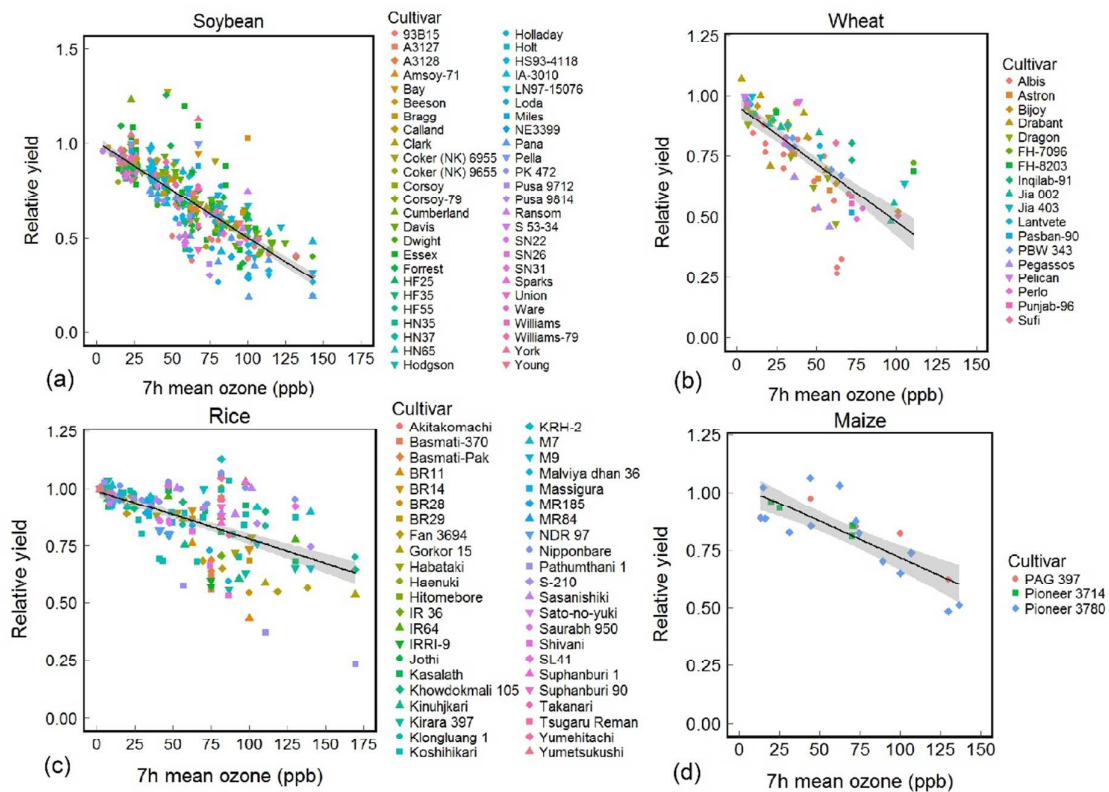 Soybean
Relative yield
1.5
1.0
0.5
0.0
0 25 50 75 100 125 150 175
7h mean ozone (ppb)
(a)
Cultivar
93B15
A3127
A3128
Amsoy-71
Bay
Beeson
Bragg
Calland
Clark
Coker (NK) 6955
Coker (NK) 9655
Corsoy
Corsoy-79
Cumberland
Davis
Dwight
Essex
Forrest
HF25
HF35
HF55
HN35
HN37
HN65
Hodgson
Holladay
Holt
HS93-4118
IA-3010
LN97-15076
Loda
Miles
NE3399
Pana
Pella
PK 472
Pusa 9712
Pusa 9814
Ransom
S 53-34
SN22
SN26
SN31
Sparks
Union
Ware
Williams
Williams-79
York
Young
Wheat
Relative yield
1.25
1.00
0.75
0.50
0.25
0.00
0 25 50 75 100 125 150
7h mean ozone (ppb)
(b)
Cultivar
Albis
Astron
Bijoy
Drabant
Dragon
FH-7096
FH-8203
Inqilab-91
Jia 002
Jia 403
Lantvete
Pasban-90
PBW 343
Pegassos
Pelican
Perlo
Punjab-96
Sufi
Rice
Relative yield
1.25
1.00
0.75
0.50
0.25
0.00
0 25 50 75 100 125 150 175
7h mean ozone (ppb)
(c)
Cultivar
Akitakomachi
Basmati-370
Basmati-Pak
BR11
BR14
BR28
BR29
Fan 3694
Gorkor 15
Habataki
Haenuki
Hitomebore
IR 36
IR64
IRRI-9
Jothi
Kasalath
Khowdokmali 105
Kinuhjkari
Kirara 397
Klongluang 1
Koshihikari
KRH-2
M7
M9
Malviya dhan 36
Massigura
MR185
MR84
NDR 97
Nipponbare
Pathumthani 1
S-210
Sasanishiki
Sato-no-yuki
Saurabh 950
Shivani
SL41
Suphanburi 1
Suphanburi 90
Takanari
Tsugaru Reman
Yumehitachi
Yumetsukushi
Maize
Relative yield
1.25
1.00
0.75
0.50
0.25
0.00
0 25 50 75 100 125 150
7h mean ozone (ppb)
(d)
Cultivar
PAG 397
Pioneer 3714
Pioneer 3780